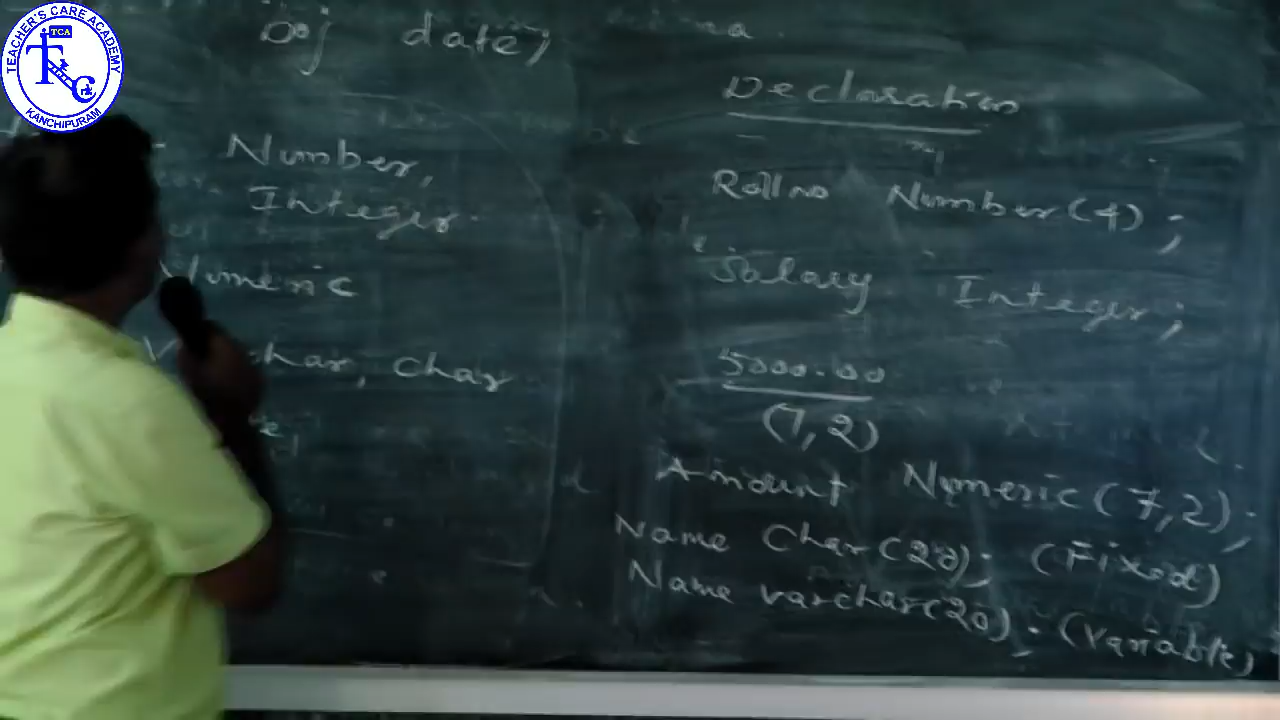 TEACHER'S CARE ACADEMY
TCA
KANCHIPURAM
Doj date;
Number,
Integer.
Numeric
char, char
Declaration
Rollno Number(4);
Salary Integer;
5000.00
(7,2)
Amount Numeric(7,2);
Name Char(20); (Fixed)
Name varchar(20); (Variable)